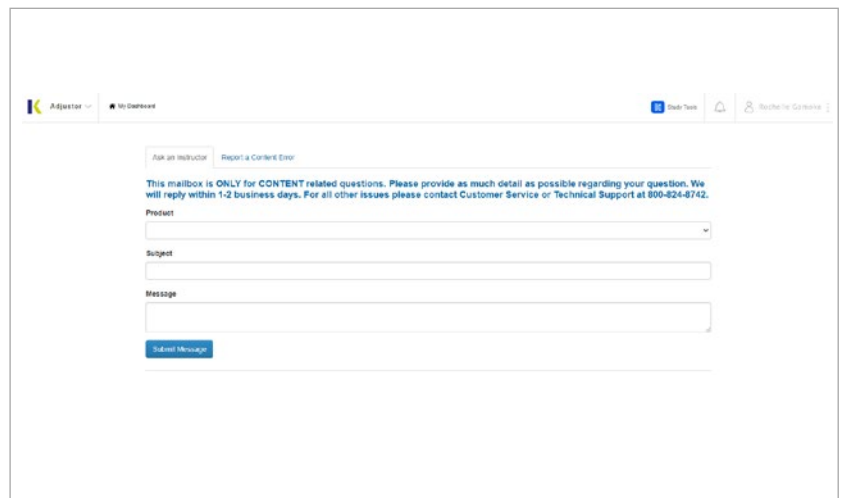 Adjustor
My Dashboard
Study Tools
Ask an Instructor
Report a Content Error
This mailbox is ONLY for CONTENT related questions. Please provide as much detail as possible regarding your question. We
will reply within 1-2 business days. For all other issues please contact Customer Service or Technical Support at 800-824-8742.
Product
Subject
Message
Submit Message